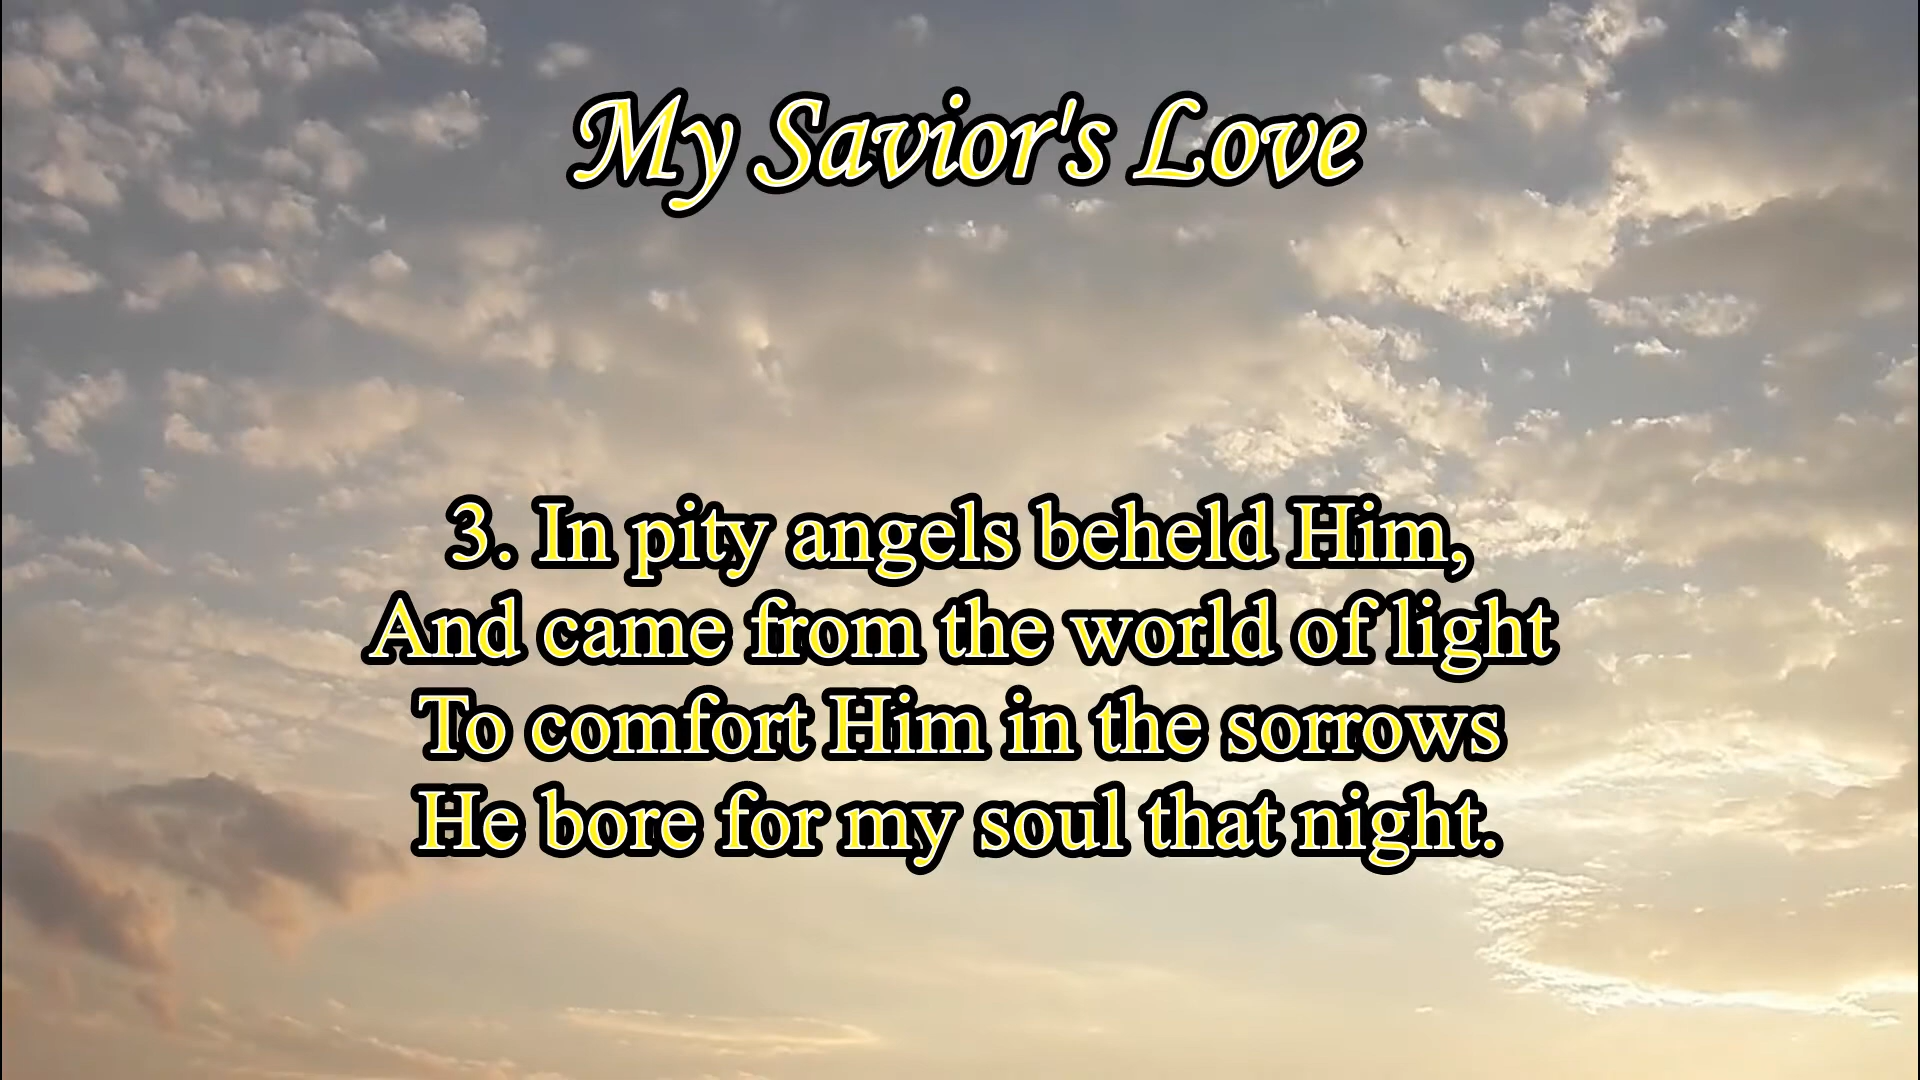 My Savior's Love
3. In pity angels beheld Him,
And came from the world of light
To comfort Him in the sorrows
He bore for my soul that night.